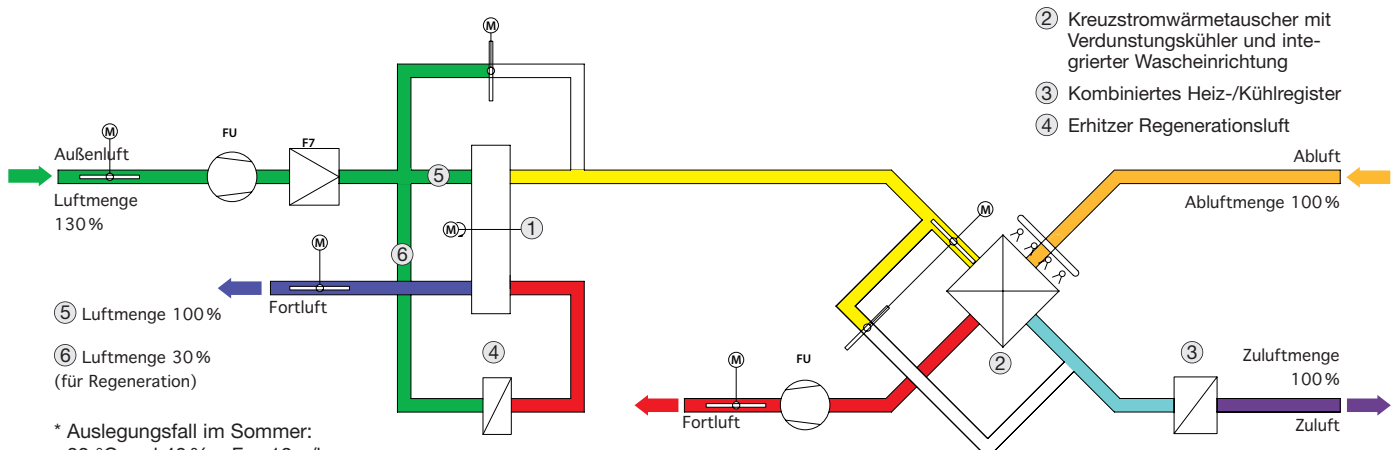 ② Kreuzstromwärmetauscher mit
Verdunstungskühler und inte-
grierter Wascheinrichtung
③ Kombiniertes Heiz-/Kühlregister
④ Erhitzer Regenerationsluft
M
M
FU
F7
Außenluft
Luftmenge
130 %
⑤
Abluft
Abluftmenge 100 %
M
①
M
M
⑥
Fortluft
⑤ Luftmenge 100 %
⑥ Luftmenge 30 %
(für Regeneration)
④
M
FU
②
③
Zuluftmenge
100 %
Fortluft
Zuluft
* Auslegungsfall im Sommer: